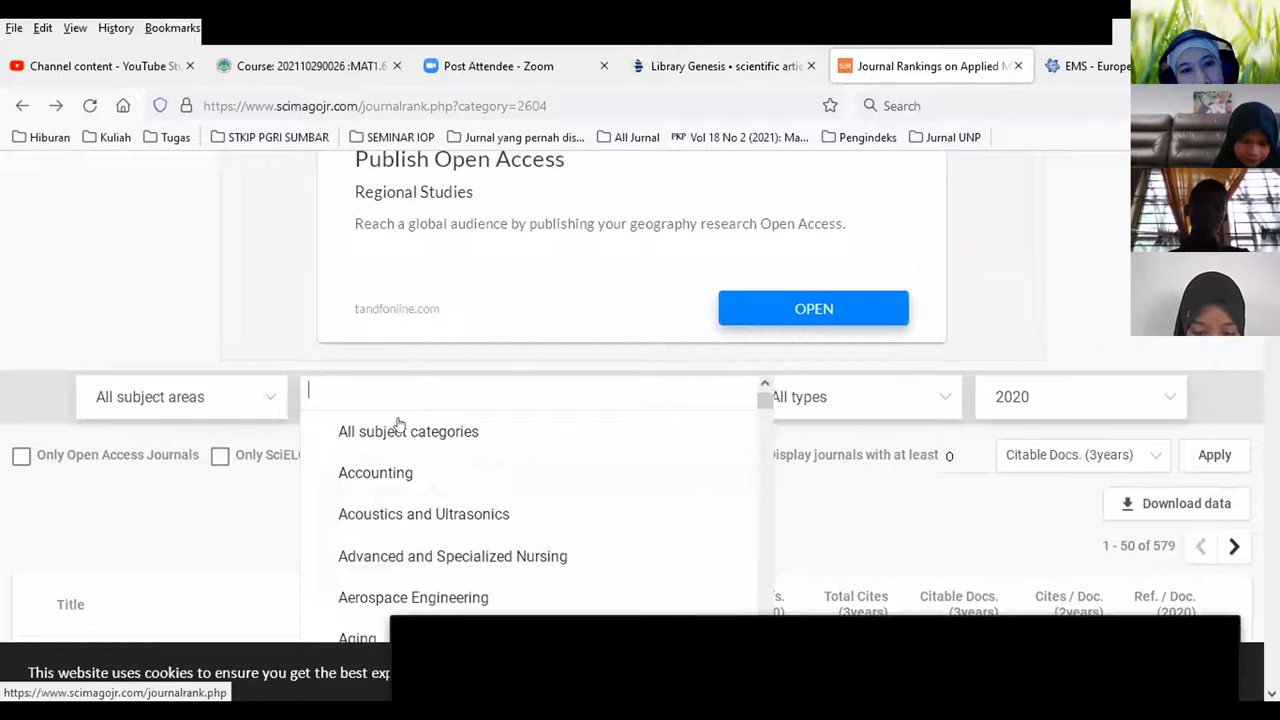 File Edit View History Bookmarks
Channel content - YouTube St Course: 202110290026 :MAT1.6 Post Attendee - Zoom Library Genesis • scientific artic Journal Rankings on Applied M EMS - Europe
https://www.scimagojr.com/journalrank.php?category=2604 Search
Hiburan Kuliah Tugas STKIP PGRI SUMBAR SEMINAR IOP Jurnal yang pernah dis... All Jurnal PKP Vol 18 No 2 (2021): Ma... Pengindeks Jurnal UNP
Publish Open Access
Regional Studies
Reach a global audience by publishing your geography research Open Access.
tandfonline.com OPEN
All subject areas All types 2020
All subject categories
Only Open Access Journals Only SciEL Display journals with at least 0 Citable Docs. (3years) Apply
Accounting
Download data
Acoustics and Ultrasonics
1 - 50 of 579
Advanced and Specialized Nursing
Aerospace Engineering
Title Total Cites (3years) Citable Docs. (3years) Cites / Doc. (2years) Ref. / Doc. (2020)
Aging
This website uses cookies to ensure you get the best exp
https://www.scimagojr.com/journalrank.php